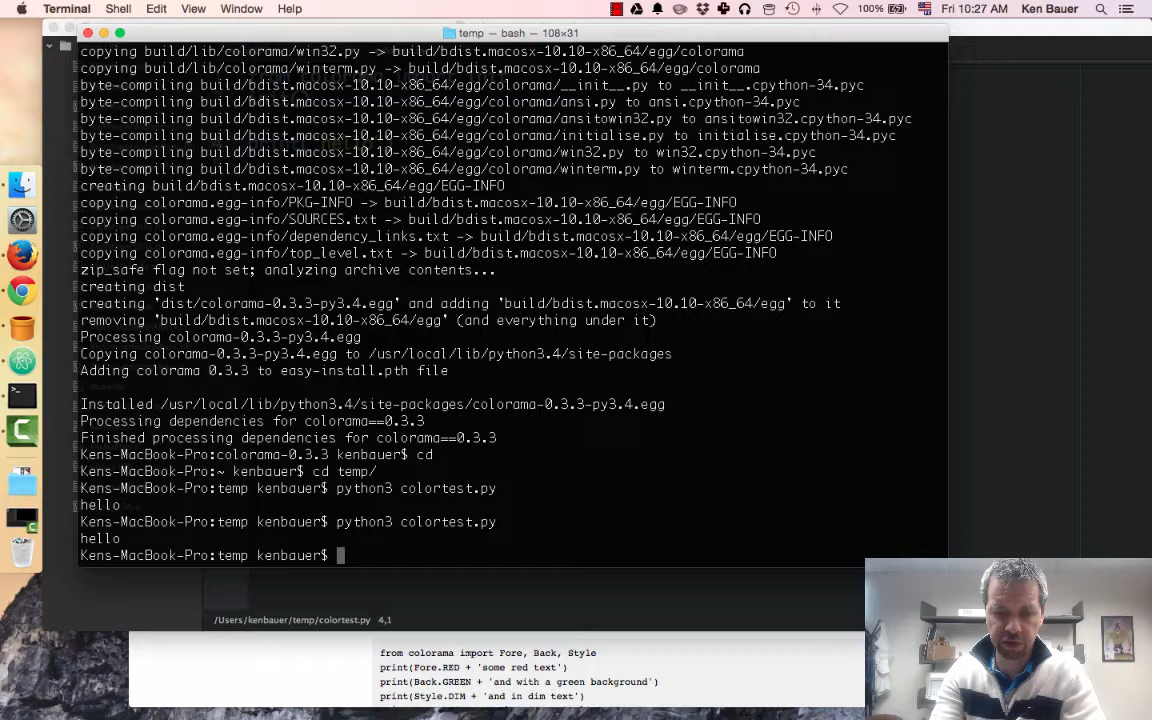 Terminal Shell Edit View Window Help 100% Fri 10:27 AM Ken Bauer
temp — bash — 108×31
copying build/lib/colorama/win32.py -> build/bdist.macosx-10.10-x86_64/egg/colorama
copying build/lib/colorama/winterm.py -> build/bdist.macosx-10.10-x86_64/egg/colorama
byte-compiling build/bdist.macosx-10.10-x86_64/egg/colorama/__init__.py to __init__.cpython-34.pyc
byte-compiling build/bdist.macosx-10.10-x86_64/egg/colorama/ansi.py to ansi.cpython-34.pyc
byte-compiling build/bdist.macosx-10.10-x86_64/egg/colorama/ansitowin32.py to ansitowin32.cpython-34.pyc
byte-compiling build/bdist.macosx-10.10-x86_64/egg/colorama/initialise.py to initialise.cpython-34.pyc
byte-compiling build/bdist.macosx-10.10-x86_64/egg/colorama/win32.py to win32.cpython-34.pyc
byte-compiling build/bdist.macosx-10.10-x86_64/egg/colorama/winterm.py to winterm.cpython-34.pyc
creating build/bdist.macosx-10.10-x86_64/egg/EGG-INFO
copying colorama.egg-info/PKG-INFO -> build/bdist.macosx-10.10-x86_64/egg/EGG-INFO
copying colorama.egg-info/SOURCES.txt -> build/bdist.macosx-10.10-x86_64/egg/EGG-INFO
copying colorama.egg-info/dependency_links.txt -> build/bdist.macosx-10.10-x86_64/egg/EGG-INFO
copying colorama.egg-info/top_level.txt -> build/bdist.macosx-10.10-x86_64/egg/EGG-INFO
zip_safe flag not set; analyzing archive contents...
creating dist
creating 'dist/colorama-0.3.3-py3.4.egg' and adding 'build/bdist.macosx-10.10-x86_64/egg' to it
removing 'build/bdist.macosx-10.10-x86_64/egg' (and everything under it)
Processing colorama-0.3.3-py3.4.egg
Copying colorama-0.3.3-py3.4.egg to /usr/local/lib/python3.4/site-packages
Adding colorama 0.3.3 to easy-install.pth file
Installed /usr/local/lib/python3.4/site-packages/colorama-0.3.3-py3.4.egg
Processing dependencies for colorama==0.3.3
Finished processing dependencies for colorama==0.3.3
Kens-MacBook-Pro:colorama-0.3.3 kenbauer$ cd
Kens-MacBook-Pro:~ kenbauer$ cd temp/
Kens-MacBook-Pro:temp kenbauer$ python3 colortest.py
hello
Kens-MacBook-Pro:temp kenbauer$ python3 colortest.py
hello
Kens-MacBook-Pro:temp kenbauer$
/Users/kenbauer/temp/colortest.py 4,1
from colorama import Fore, Back, Style
print(Fore.RED + 'some red text')
print(Back.GREEN + 'and with a green background')
print(Style.DIM + 'and in dim text')